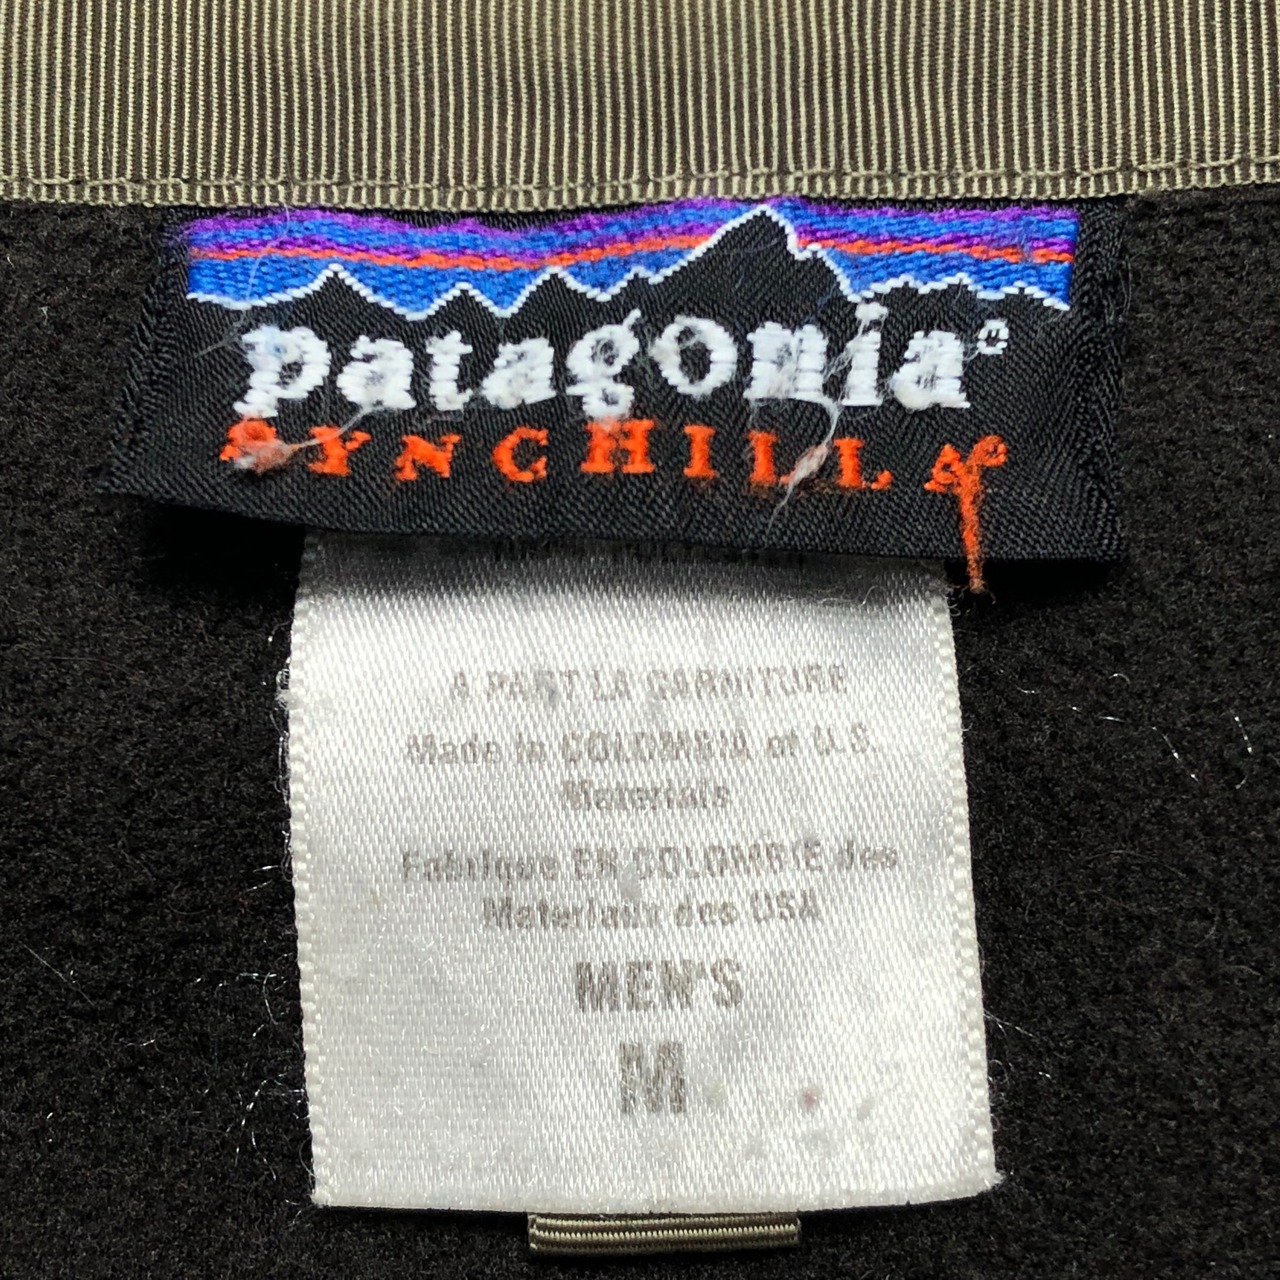 patagonia®
SYNCHILLA®
A PART LA GARNITURE
Made in COLOMBIA of U.S.
Materials
Fabrique EN COLOMBIE des
Materiaux des USA
MEN'S
M